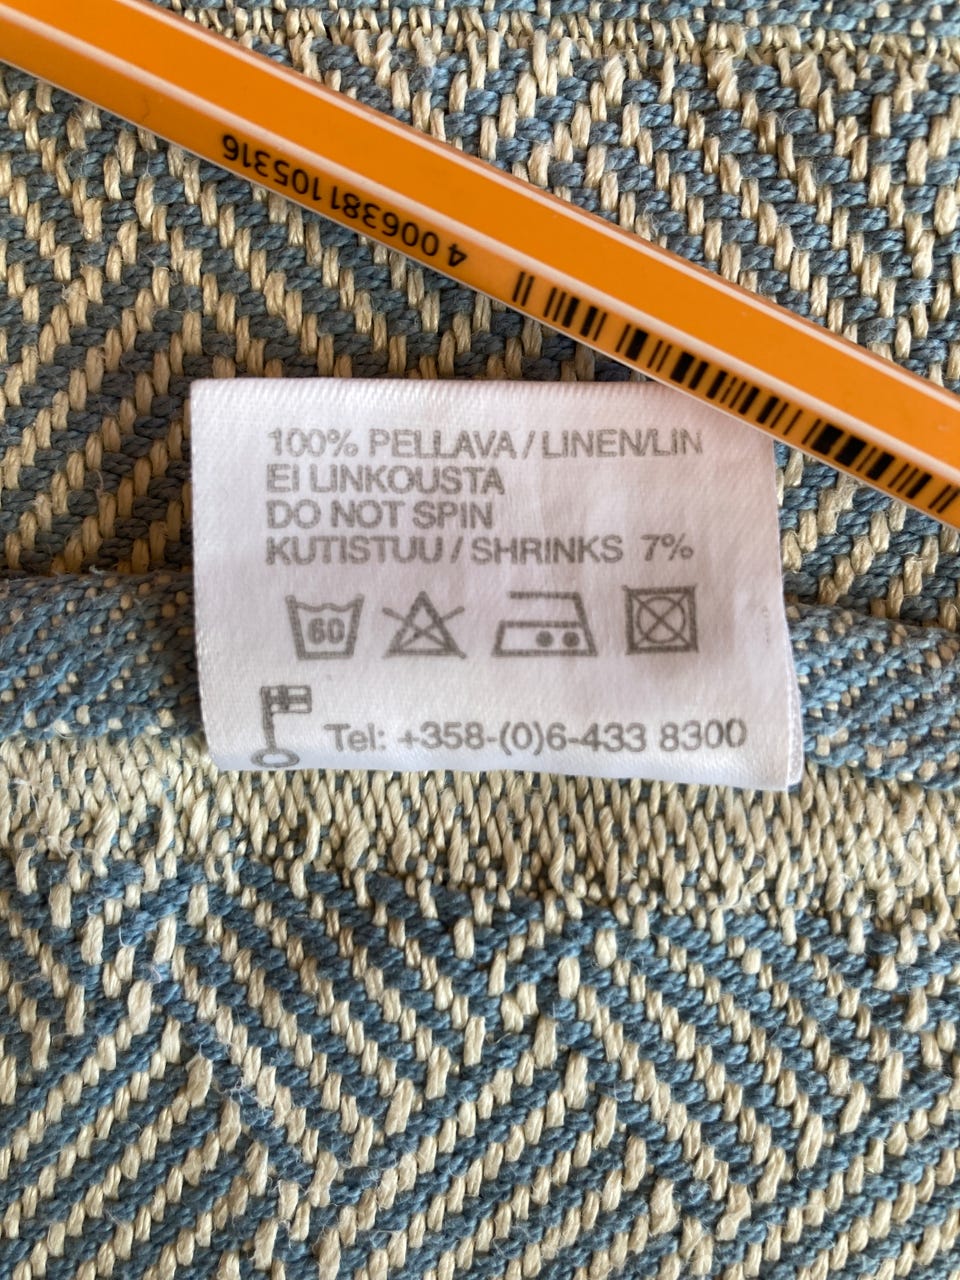 4 006381 105316
100% PELLAVA / LINEN/LIN
EI LINKOUSTA
DO NOT SPIN
KUTISTUU / SHRINKS 7%
60
Tel: +358-(0)6-433 8300